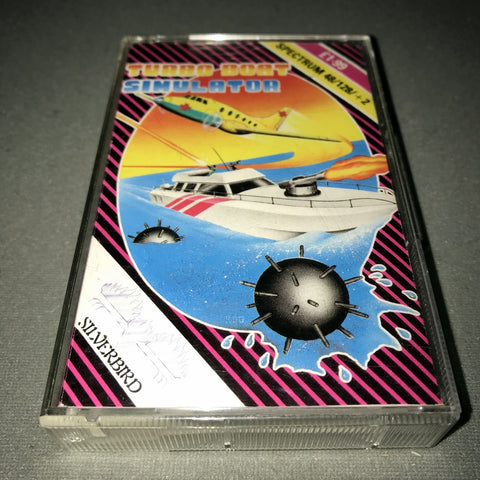 £1·99
SPECTRUM 48/128/+2
TURBO BOAT
SIMULATOR
SILVERBIRD